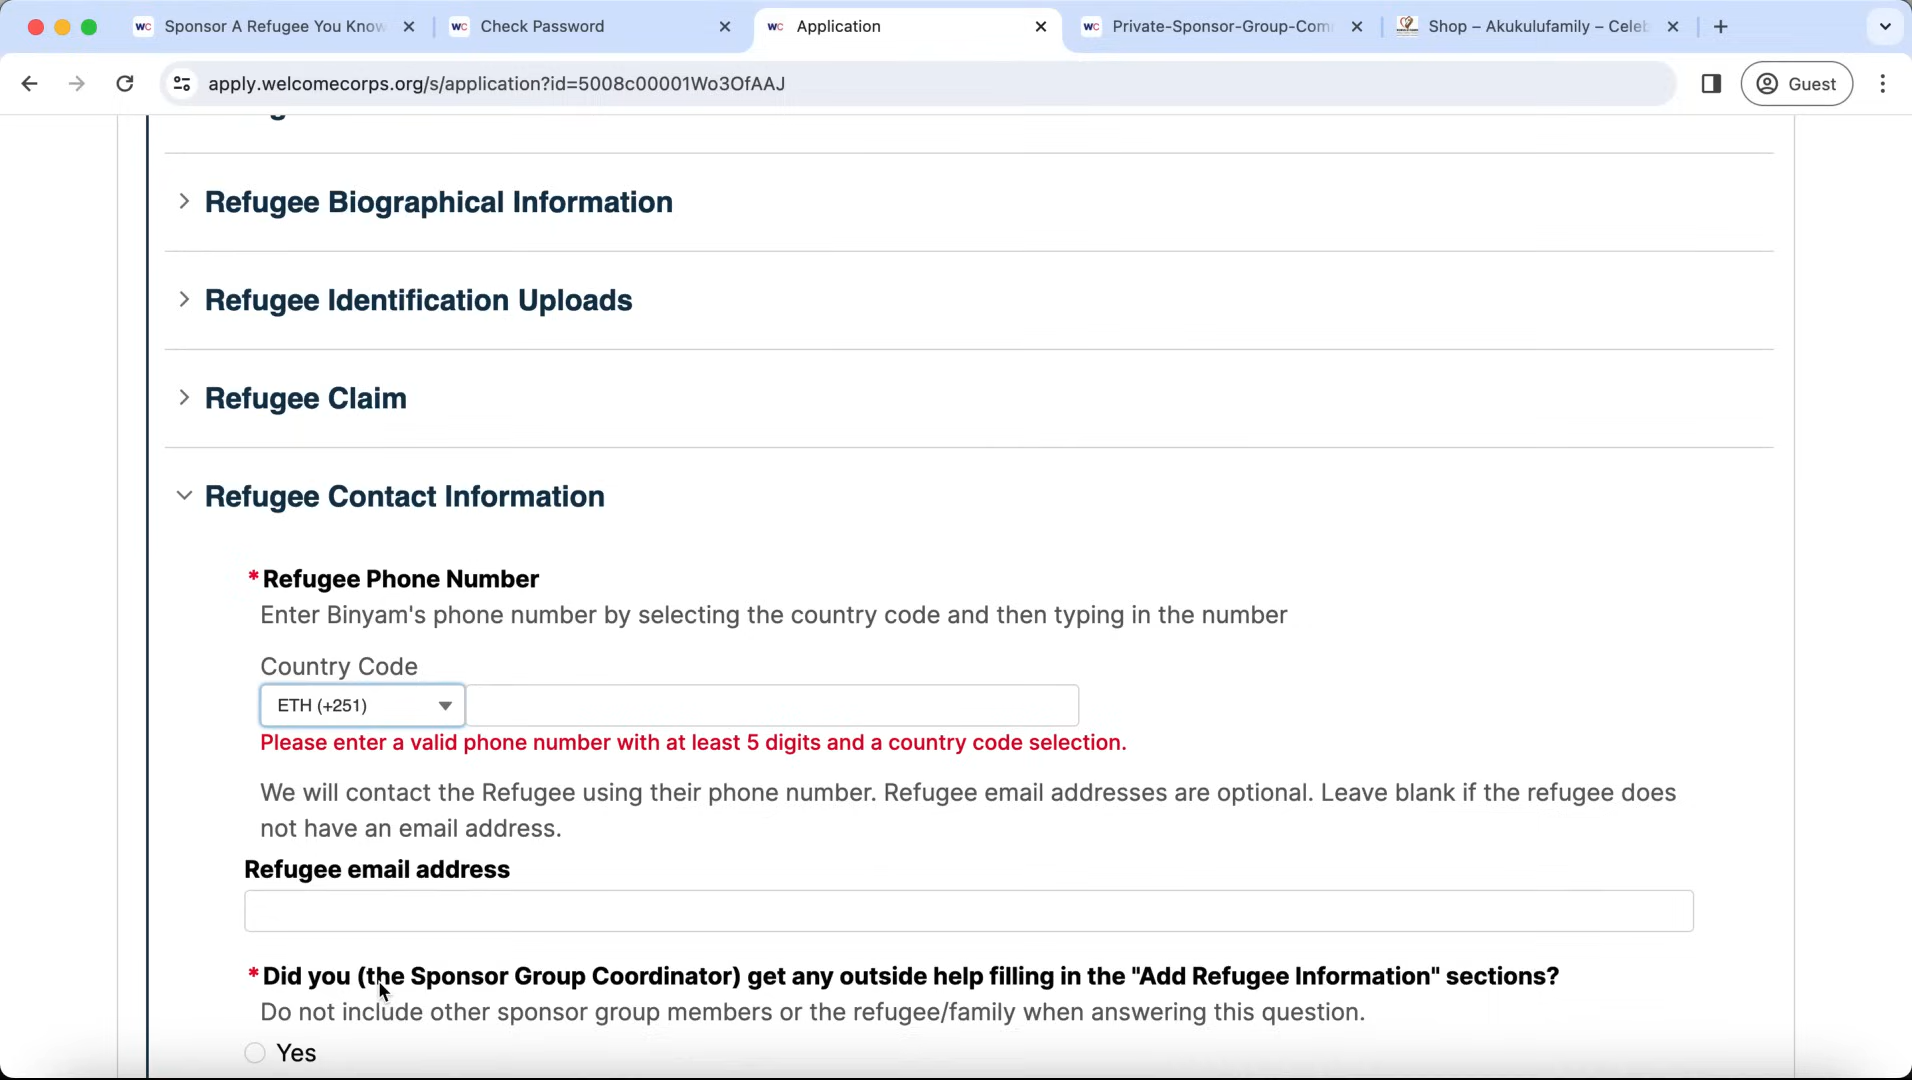 wc Sponsor A Refugee You Know
wc Check Password
wc Application
wc Private-Sponsor-Group-Com
Shop – Akukulufamily – Celeb
apply.welcomecorps.org/s/application?id=5008c00001Wo3OfAAJ
Guest
Refugee Biographical Information
Refugee Identification Uploads
Refugee Claim
Refugee Contact Information
*Refugee Phone Number
Enter Binyam's phone number by selecting the country code and then typing in the number
Country Code
ETH (+251)
Please enter a valid phone number with at least 5 digits and a country code selection.
We will contact the Refugee using their phone number. Refugee email addresses are optional. Leave blank if the refugee does
not have an email address.
Refugee email address
*Did you (the Sponsor Group Coordinator) get any outside help filling in the "Add Refugee Information" sections?
Do not include other sponsor group members or the refugee/family when answering this question.
Yes